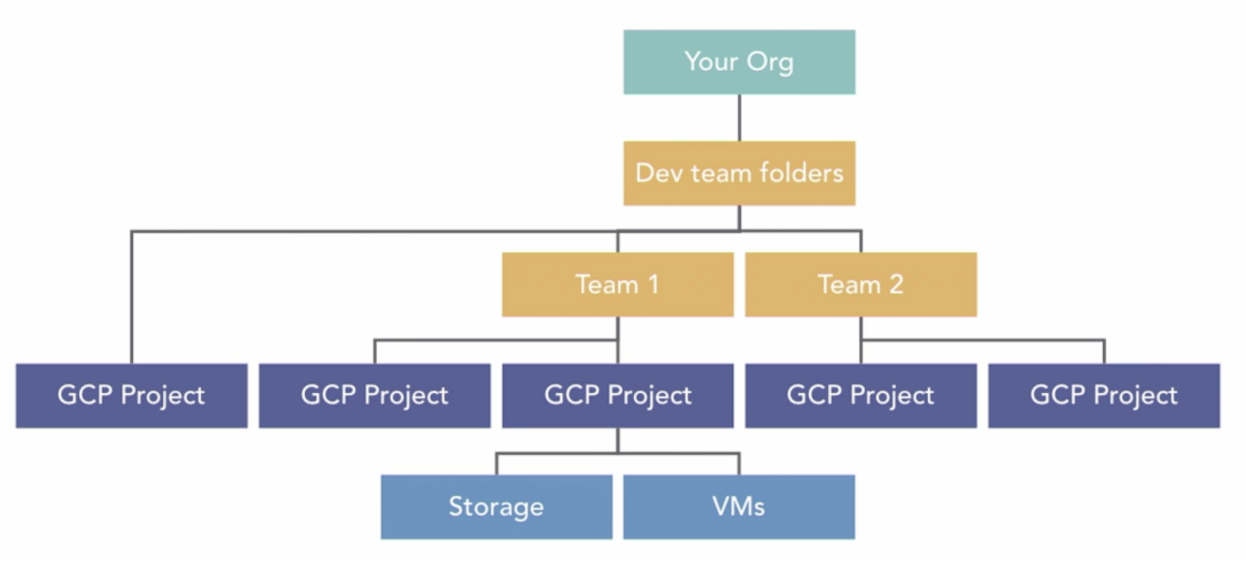 Your Org
Dev team folders
Team 1
Team 2
GCP Project
GCP Project
GCP Project
GCP Project
GCP Project
Storage
VMs